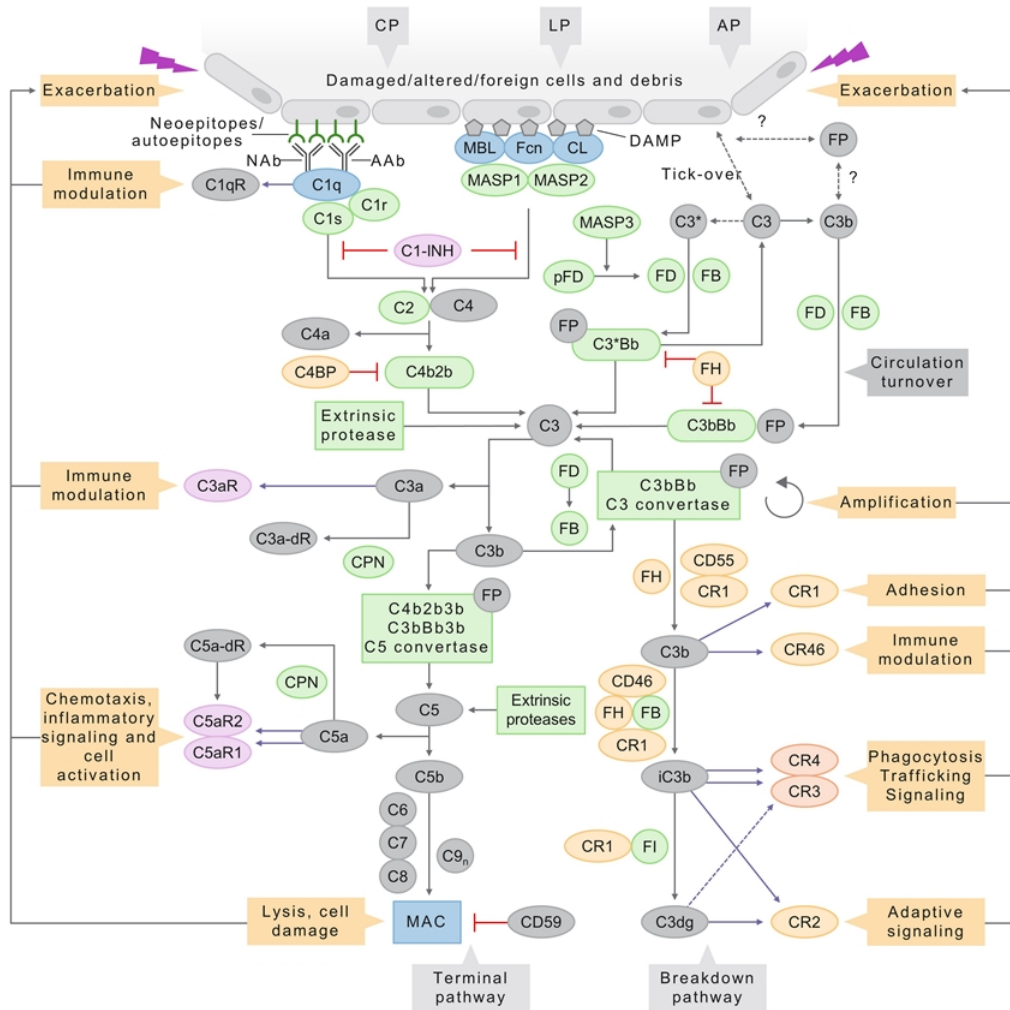 CP
LP
AP
Damaged/altered/foreign cells and debris
Exacerbation
Exacerbation
Neoepitopes/
autoepitopes
NAb
AAb
MBL
Fcn
CL
DAMP
?
FP
Immune
modulation
C1qR
C1q
C1s
C1r
MASP1
MASP2
Tick-over
?
C3*
C3
C3b
MASP3
C1-INH
pFD
FD
FB
FD
FB
C2
C4
C4a
FP
C3*Bb
C4BP
C4b2b
FH
Circulation
turnover
Extrinsic
protease
C3
C3bBb
FP
Immune
modulation
C3aR
C3a
FD
FB
C3bBb
C3 convertase
FP
Amplification
C3a-dR
C3b
CPN
FH
CD55
CR1
CR1
Adhesion
C4b2b3b
C3bBb3b
C5 convertase
FP
C3b
CR46
Immune
modulation
C5a-dR
CPN
CD46
FH
FB
CR1
Chemotaxis,
inflammatory
signaling and
cell
activation
C5aR2
C5aR1
C5a
C5
Extrinsic
proteases
C5b
iC3b
CR4
CR3
Phagocytosis
Trafficking
Signaling
C6
C7
C8
C9n
CR1
FI
Lysis, cell
damage
MAC
CD59
C3dg
CR2
Adaptive
signaling
Terminal
pathway
Breakdown
pathway